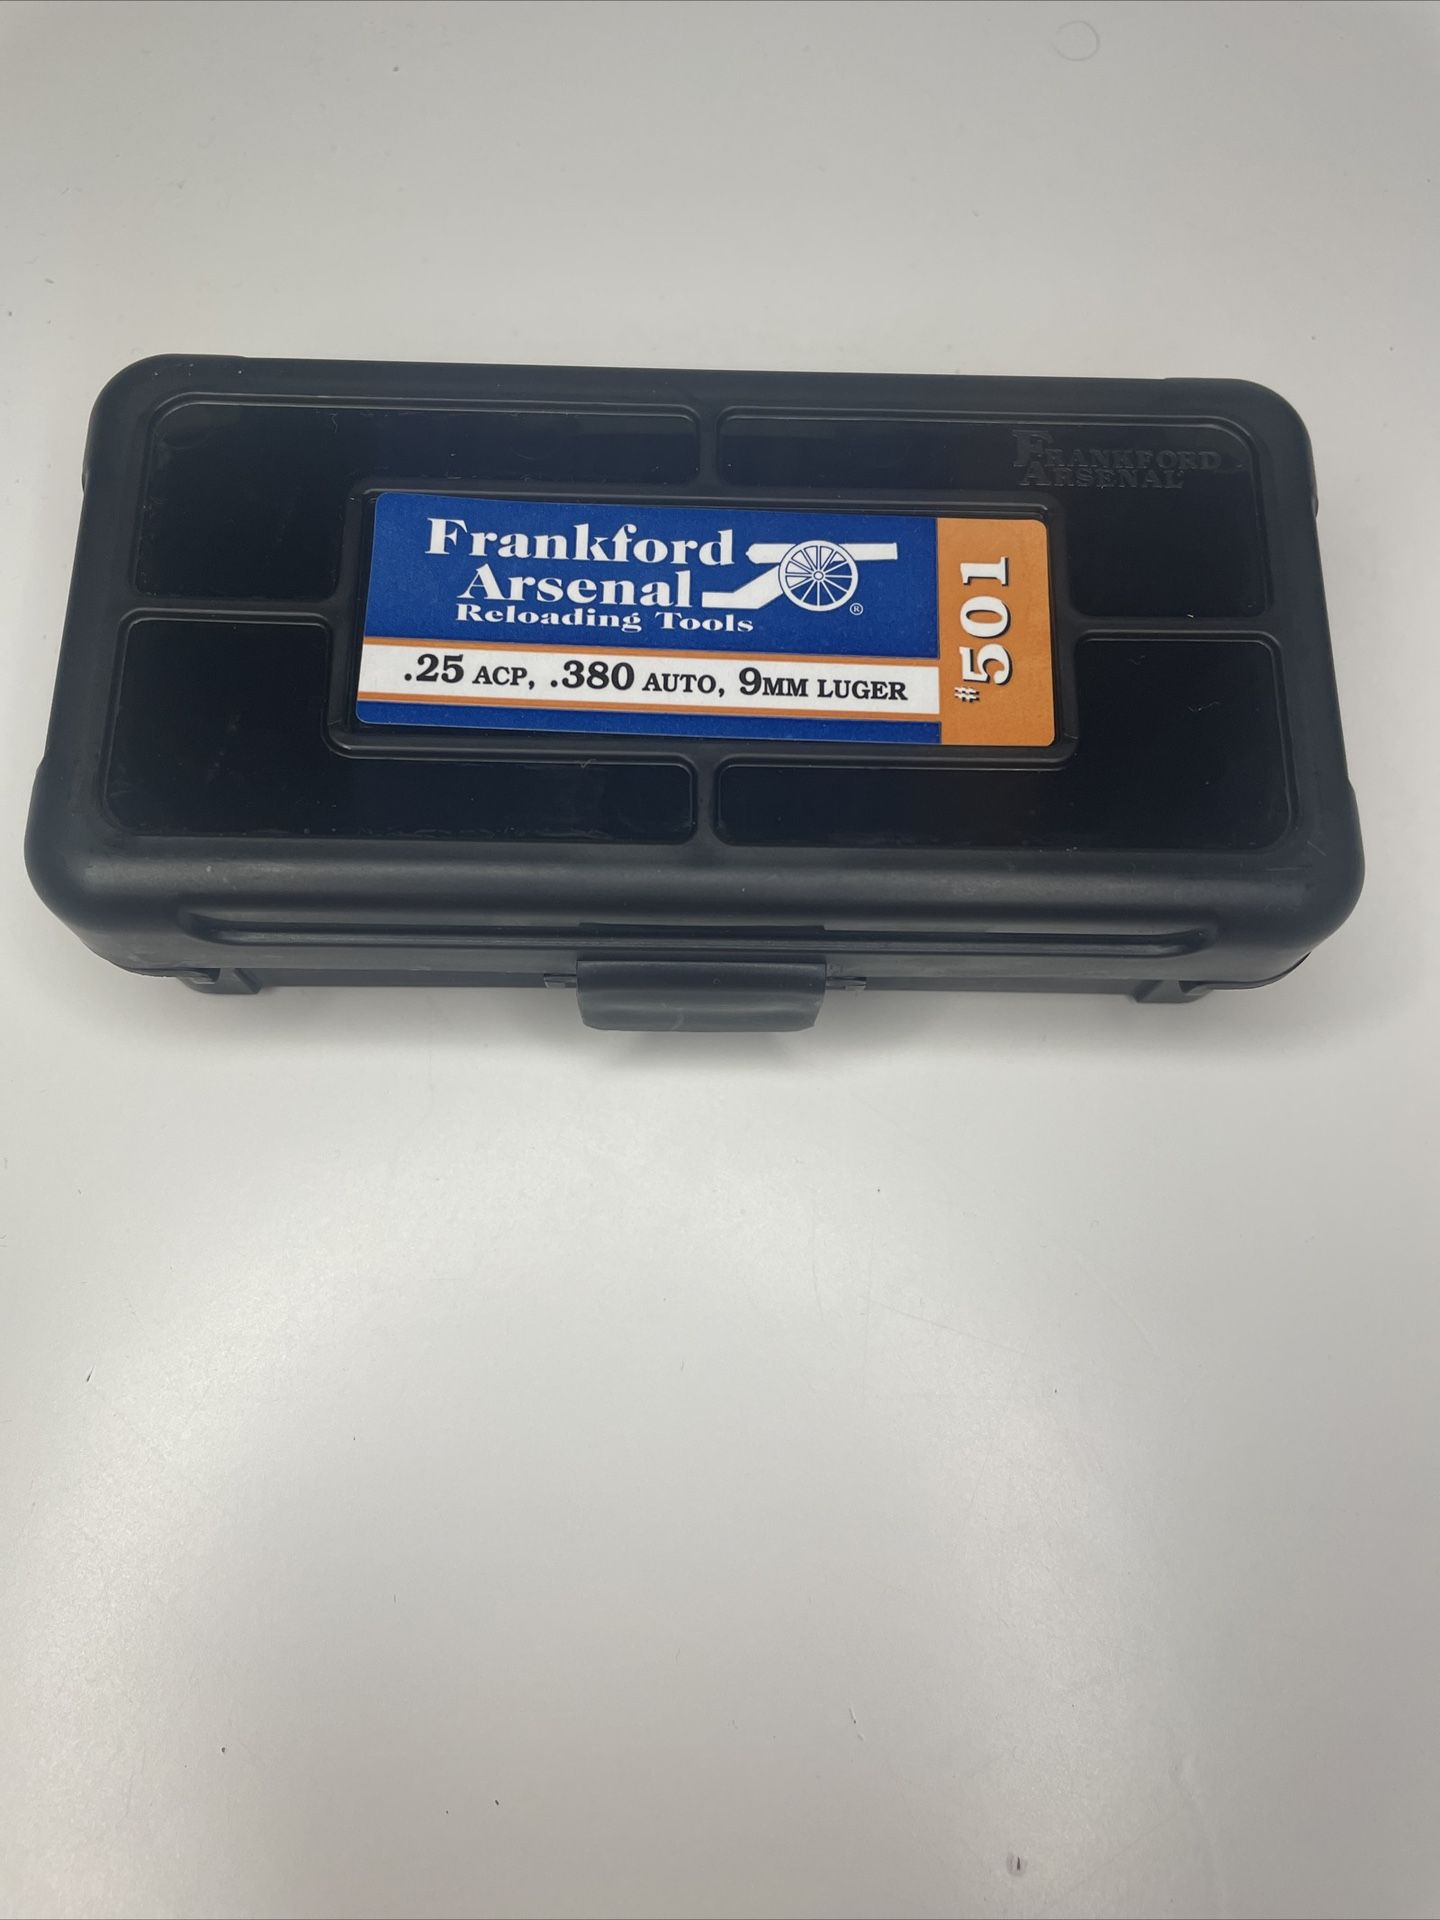 FRANKFORD
ARSENAL
Frankford
Arsenal
®
Reloading Tools
.25 ACP, .380 AUTO, 9MM LUGER
#501